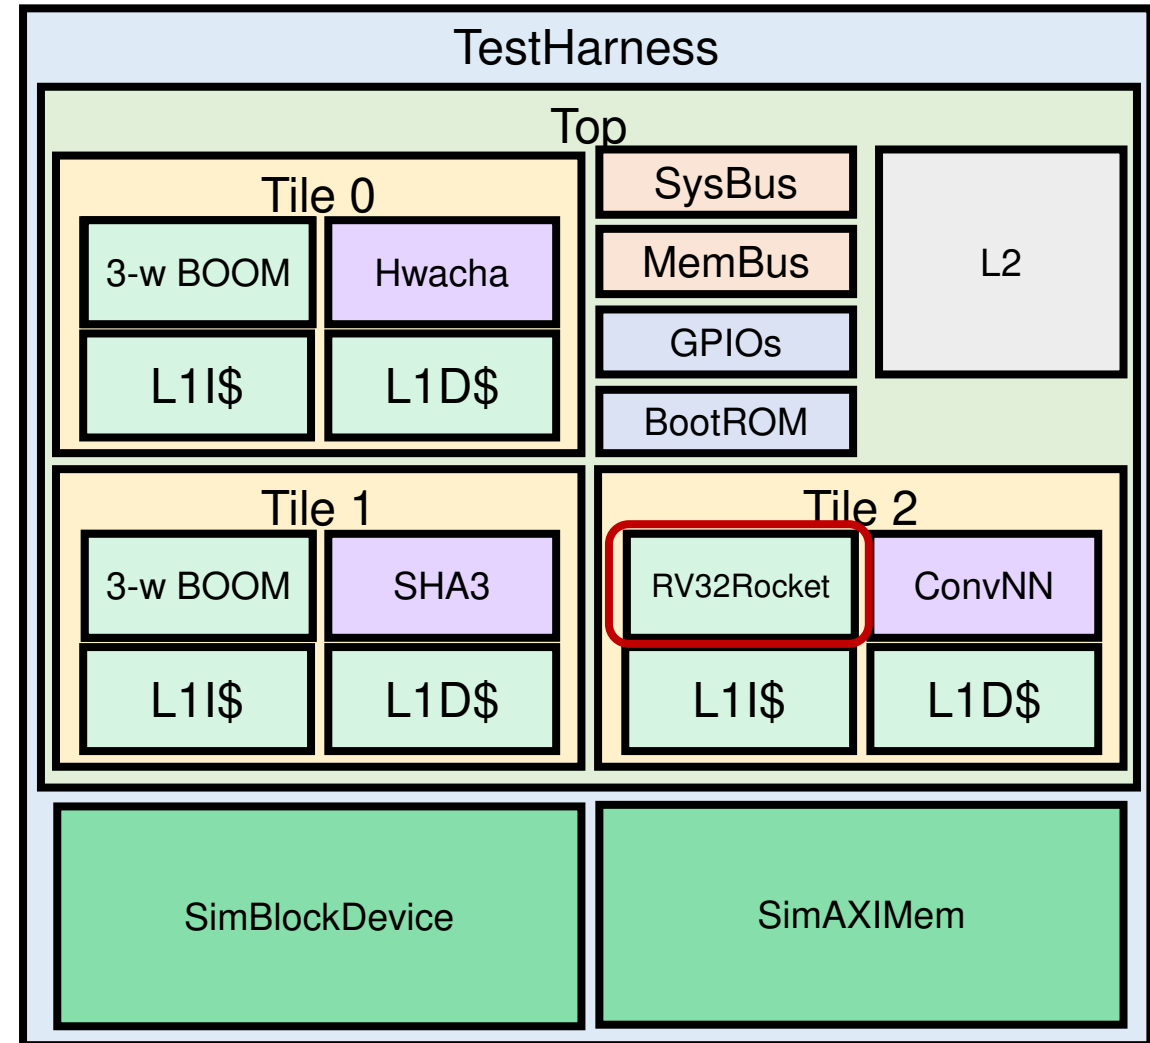 TestHarness
Top
Tile 0
3-w BOOM
Hwacha
L1I$
L1D$
SysBus
MemBus
GPIOs
BootROM
L2
Tile 1
3-w BOOM
SHA3
L1I$
L1D$
Tile 2
RV32Rocket
ConvNN
L1I$
L1D$
SimBlockDevice
SimAXIMem